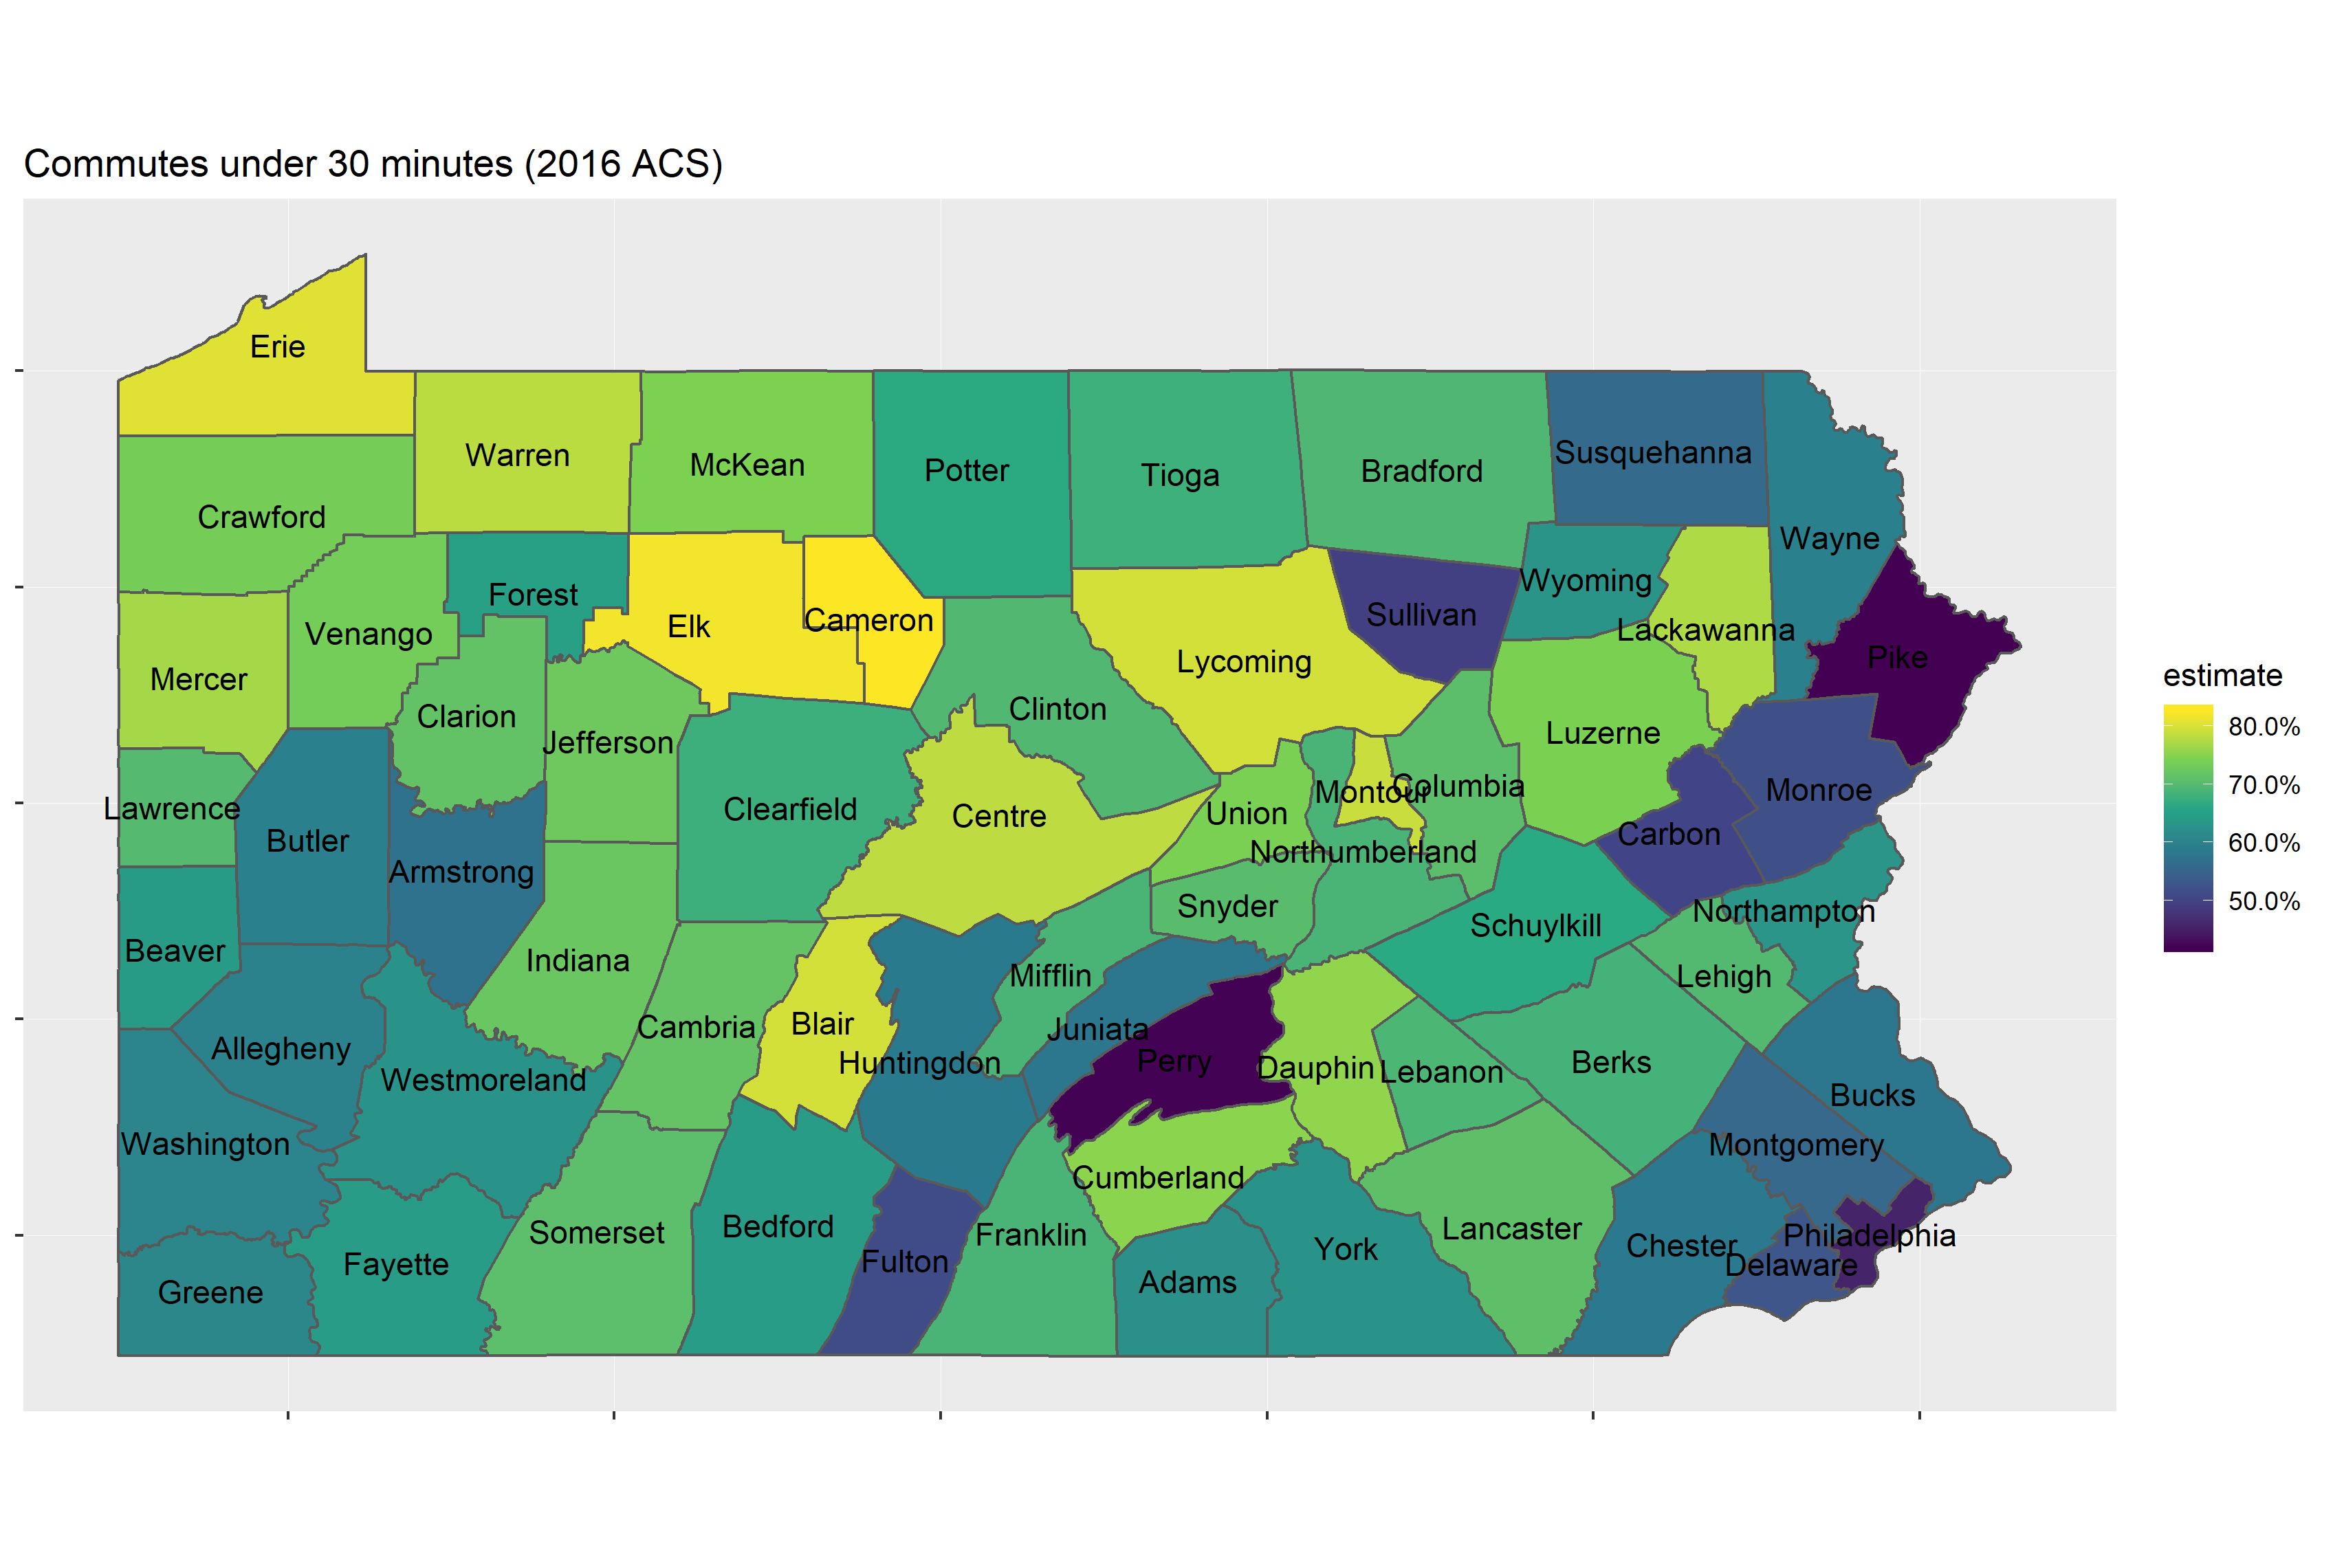 Commutes under 30 minutes (2016 ACS)
Erie
Warren
McKean
Potter
Tioga
Bradford
Susquehanna
Crawford
Wayne
Forest
Wyoming
Venango
Elk
Cameron
Sullivan
Lackawanna
Mercer
Lycoming
Pike
Clarion
Clinton
Jefferson
Luzerne
Lawrence
Clearfield
Centre
Union
Montour
Columbia
Monroe
Butler
Carbon
Armstrong
Northumberland
Snyder
Schuylkill
Northampton
Beaver
Indiana
Mifflin
Lehigh
Cambria
Blair
Juniata
Allegheny
Huntingdon
Perry
Dauphin
Lebanon
Berks
Westmoreland
Bucks
Washington
Cumberland
Montgomery
Somerset
Bedford
Franklin
York
Lancaster
Chester
Philadelphia
Fayette
Fulton
Delaware
Greene
Adams
estimate
80.0%
70.0%
60.0%
50.0%